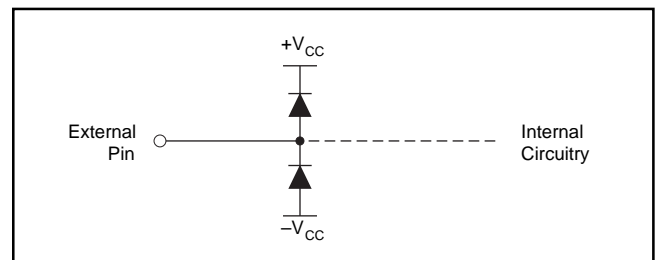 +VCC
External
Pin
Internal
Circuitry
–VCC